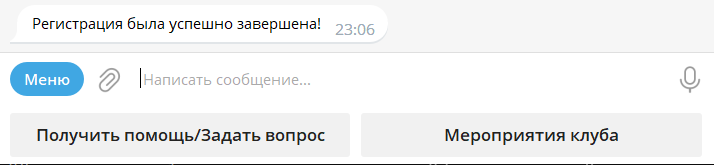 Регистрация была успешно завершена! 23:06
Меню Написать сообщение...
Получить помощь/Задать вопрос Мероприятия клуба